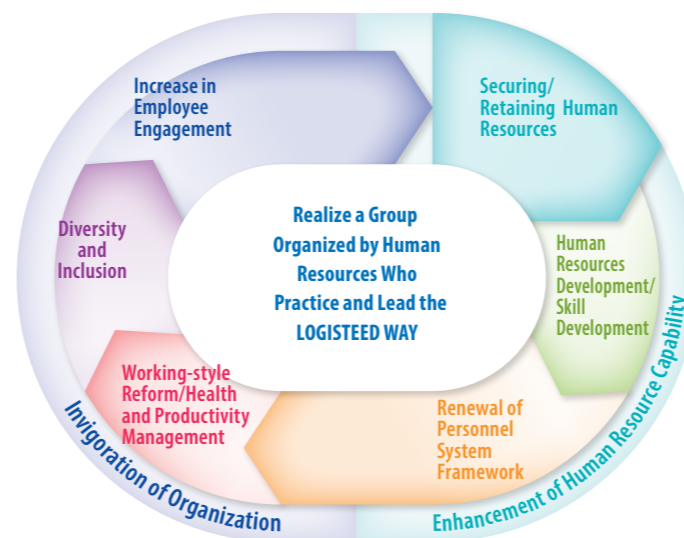 Increase in
Employee
Engagement
Securing/
Retaining Human
Resources
Human
Resources
Development/
Skill
Development
Renewal of
Personnel
System
Framework
Working-style
Reform/Health
and Productivity
Management
Diversity
and
Inclusion
Realize a Group
Organized by Human
Resources Who
Practice and Lead the
LOGISTEED WAY
Invigoration of Organization
Enhancement of Human Resource Capability